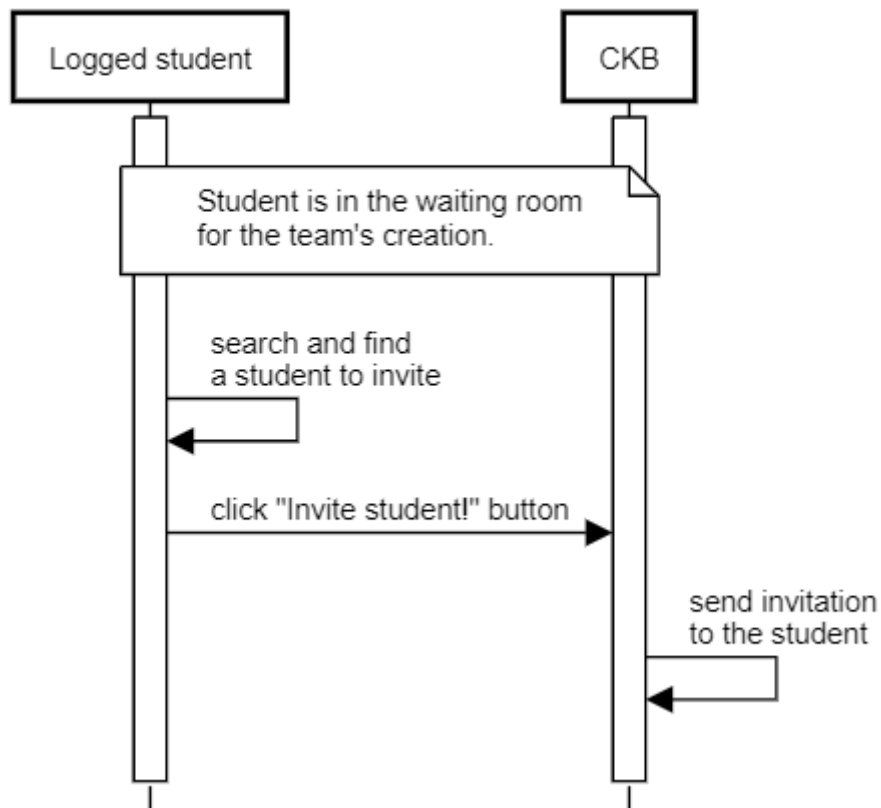 Logged student
CKB
Student is in the waiting room
for the team's creation.
search and find
a student to invite
click "Invite student!" button
send invitation
to the student